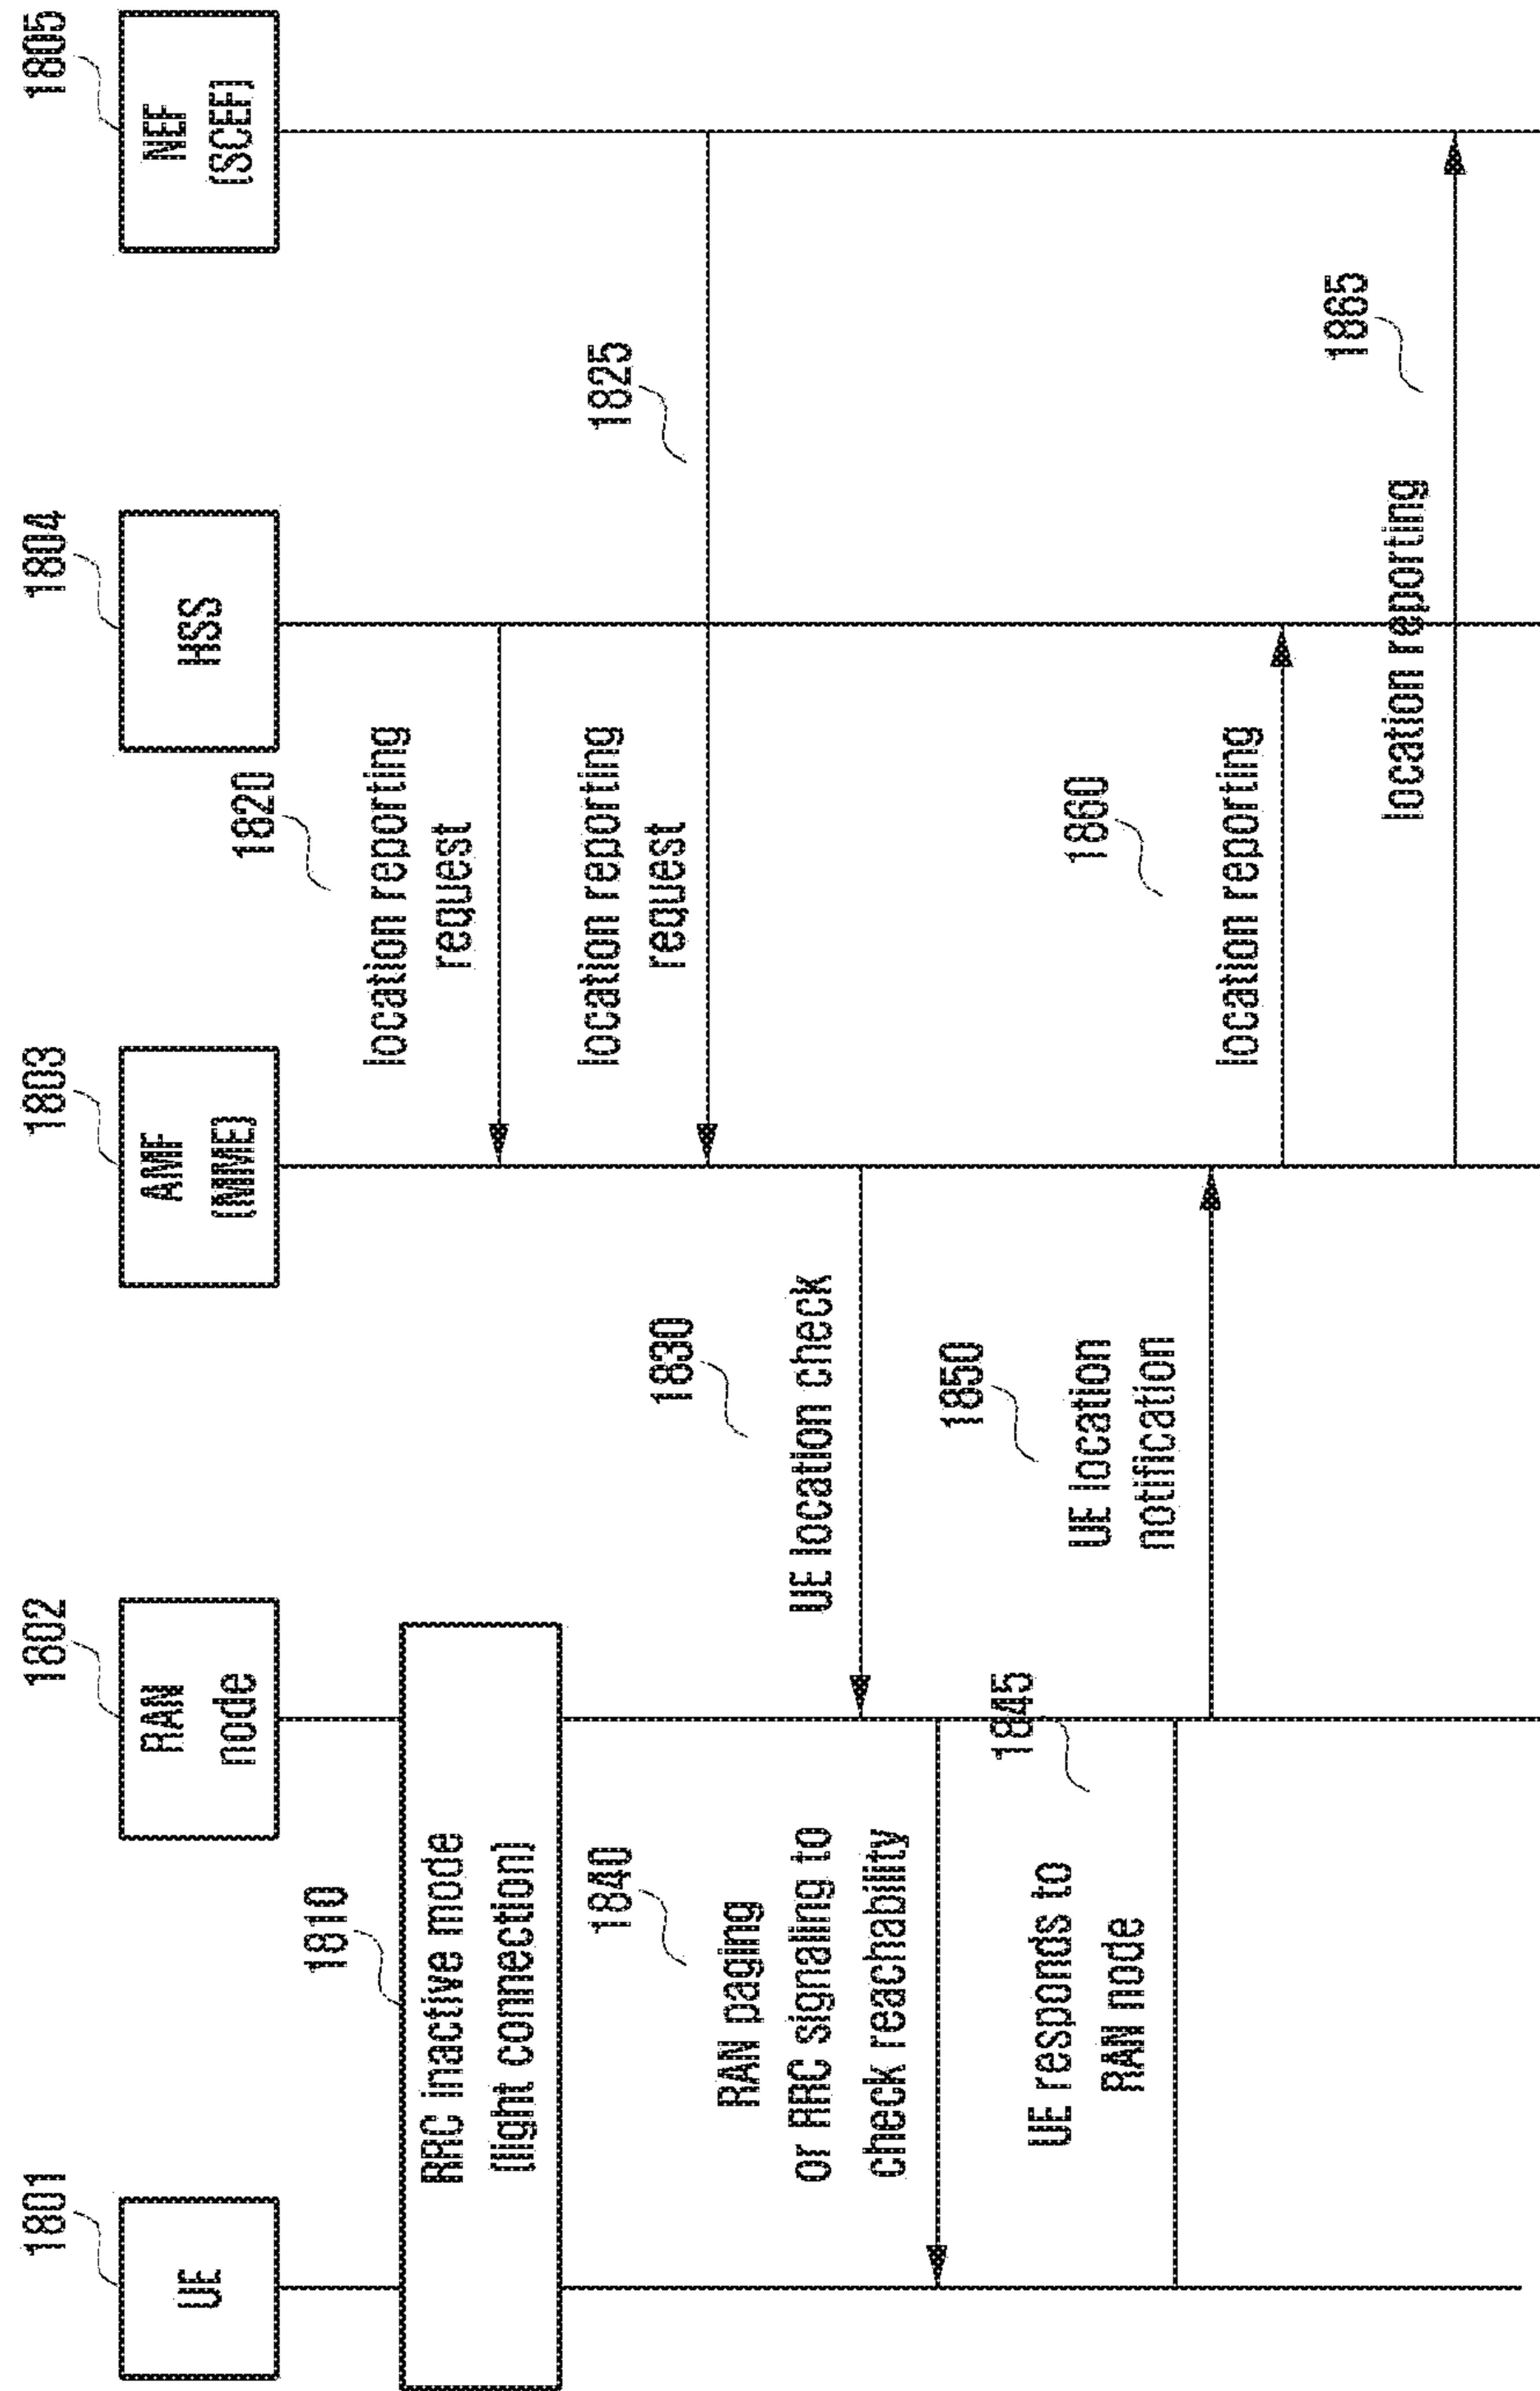 1801
1802
1803
1804
1805
UE
RAN
node
AMF
(MME)
HSS
NEF
(SCEF)
1810
RRC inactive mode
(light connection)
1820
location reporting
request
1825
location reporting
request
1830
UE location check
1840
RAN paging
or RRC signaling to
check reachability
1845
UE responds to
RAN node
1850
UE location
notification
1860
location reporting
1865
location reporting